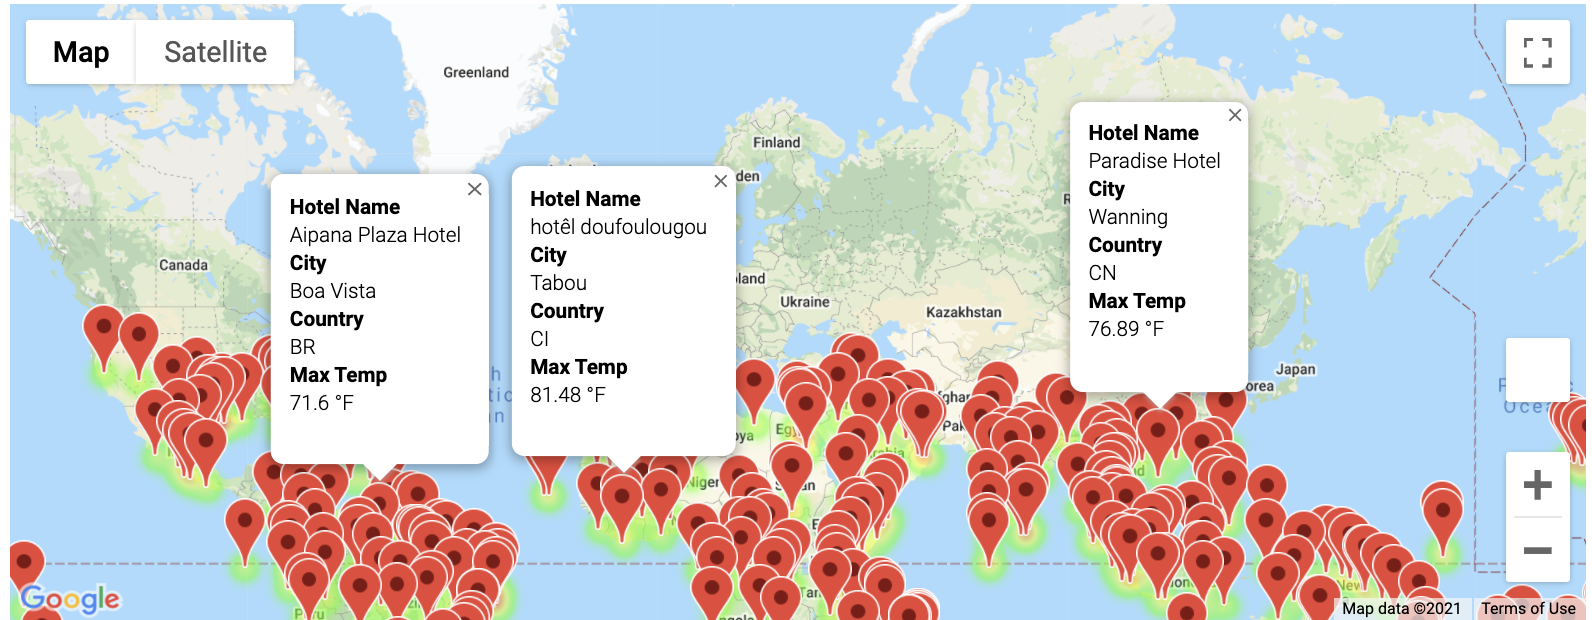 Map
Satellite
Greenland
Finland
Canada
Ukraine
Kazakhstan
Japan
Hotel Name
Aipana Plaza Hotel
City
Boa Vista
Country
BR
Max Temp
71.6 °F
Hotel Name
hotêl doufoulougou
City
Tabou
Country
CI
Max Temp
81.48 °F
Hotel Name
Paradise Hotel
City
Wanning
Country
CN
Max Temp
76.89 °F
Google
Map data ©2021
Terms of Use